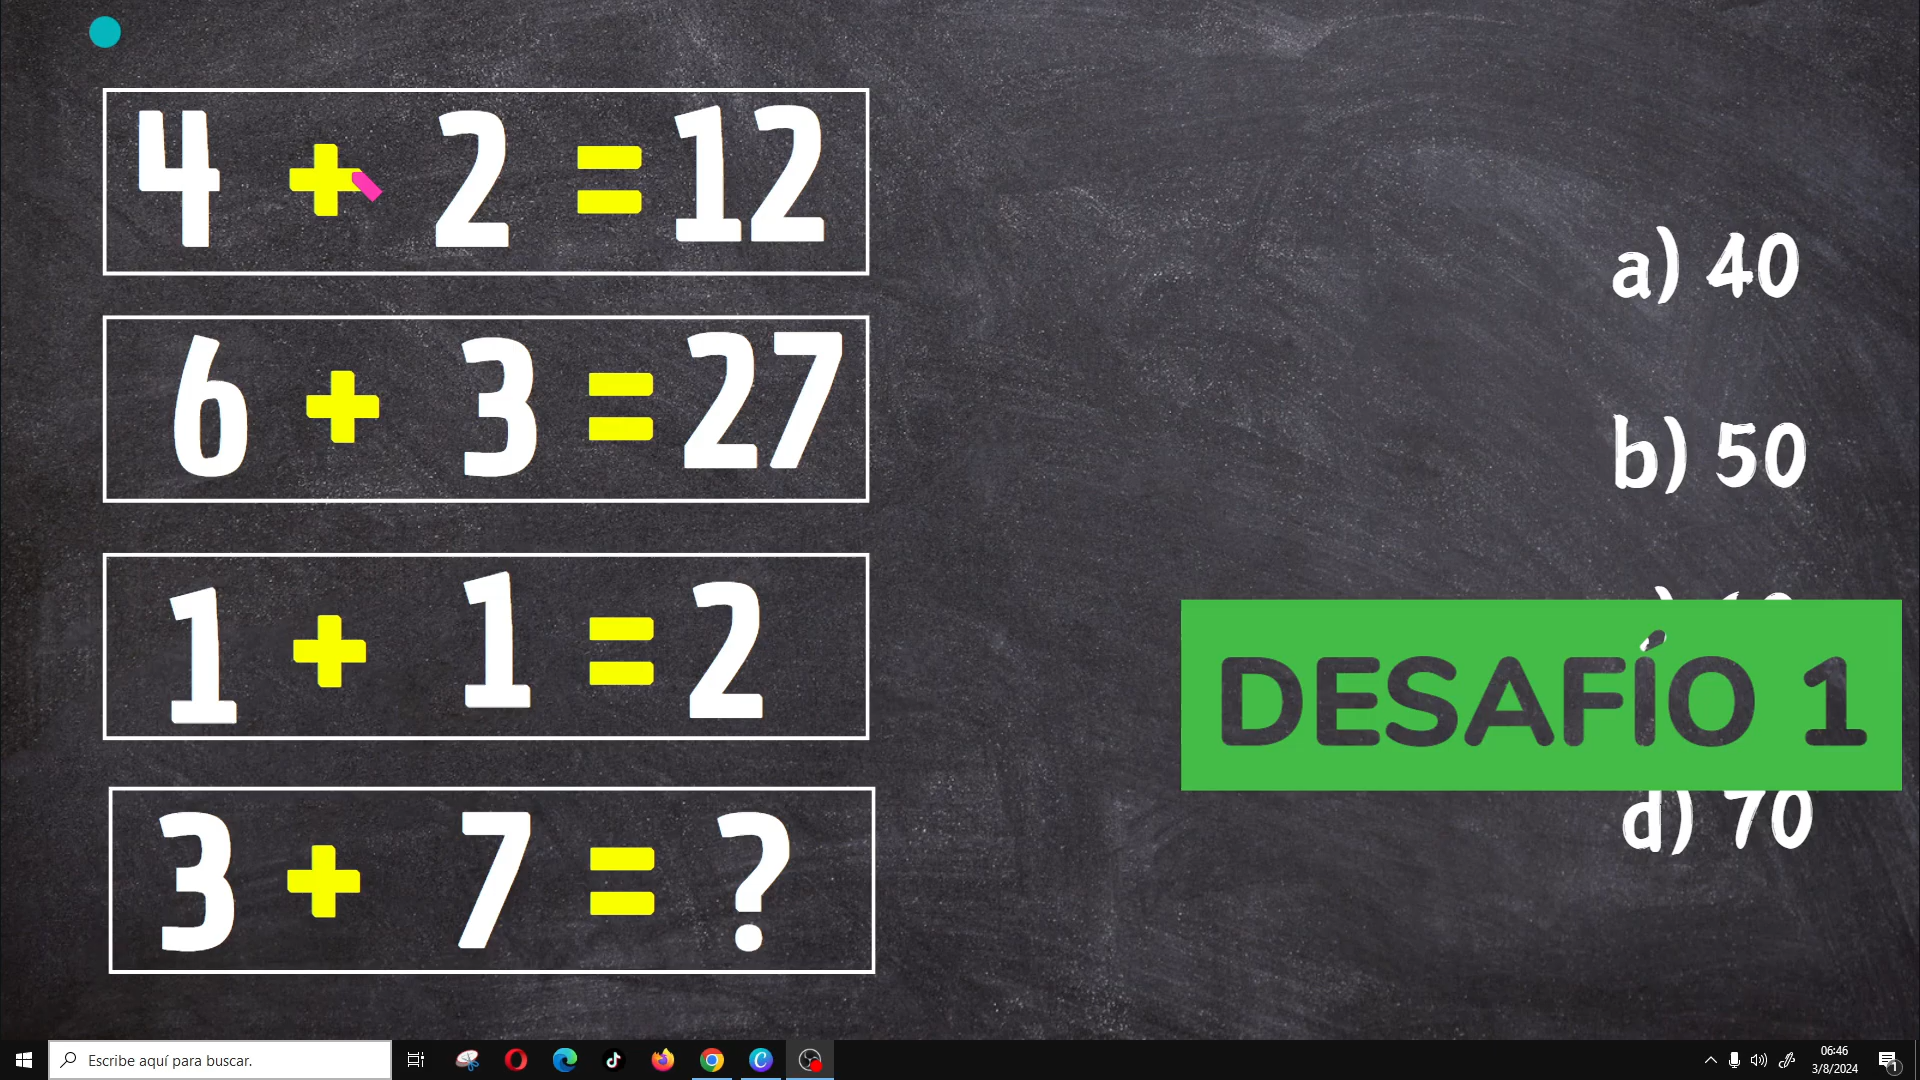 4 + 2 = 12
a) 40
6 + 3 = 27
b) 50
1 + 1 = 2
DESAFÍO 1
3 + 7 = ?
d) 70
Escribe aquí para buscar.
06:46
3/8/2024
1